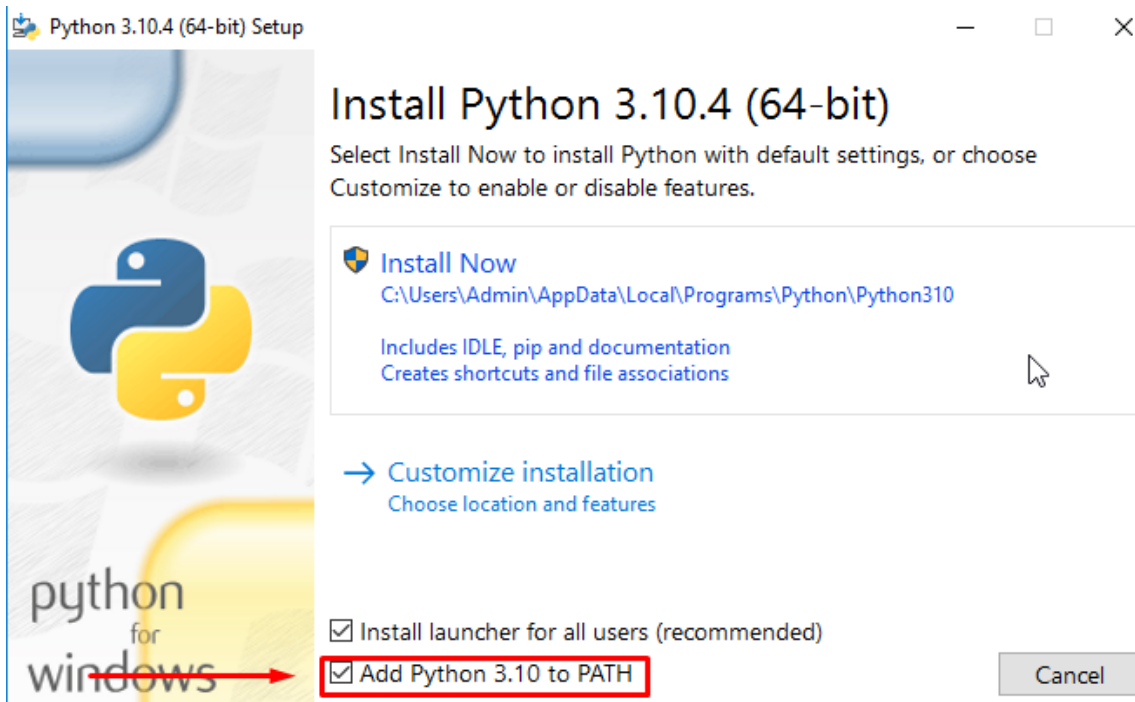 Python 3.10.4 (64-bit) Setup
Install Python 3.10.4 (64-bit)
Select Install Now to install Python with default settings, or choose
Customize to enable or disable features.
Install Now
C:\Users\Admin\AppData\Local\Programs\Python\Python310
Includes IDLE, pip and documentation
Creates shortcuts and file associations
Customize installation
Choose location and features
python
for
windows
Install launcher for all users (recommended)
Add Python 3.10 to PATH
Cancel